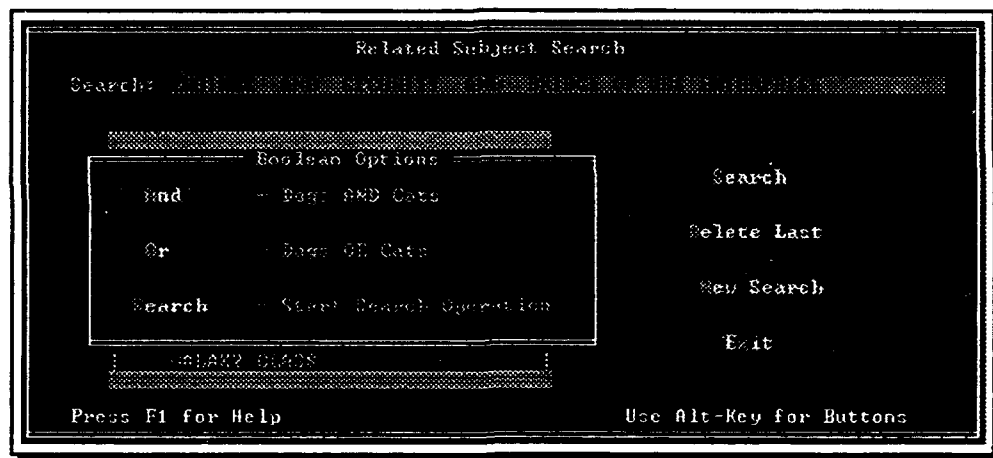 Related Subject Search
Search:
Boolean Options
And - Dogs AND Cats
Or - Dogs OR Cats
Search - Start Search Operation
Search
Delete Last
New Search
Exit
Press F1 for Help
Use Alt-Key for Buttons